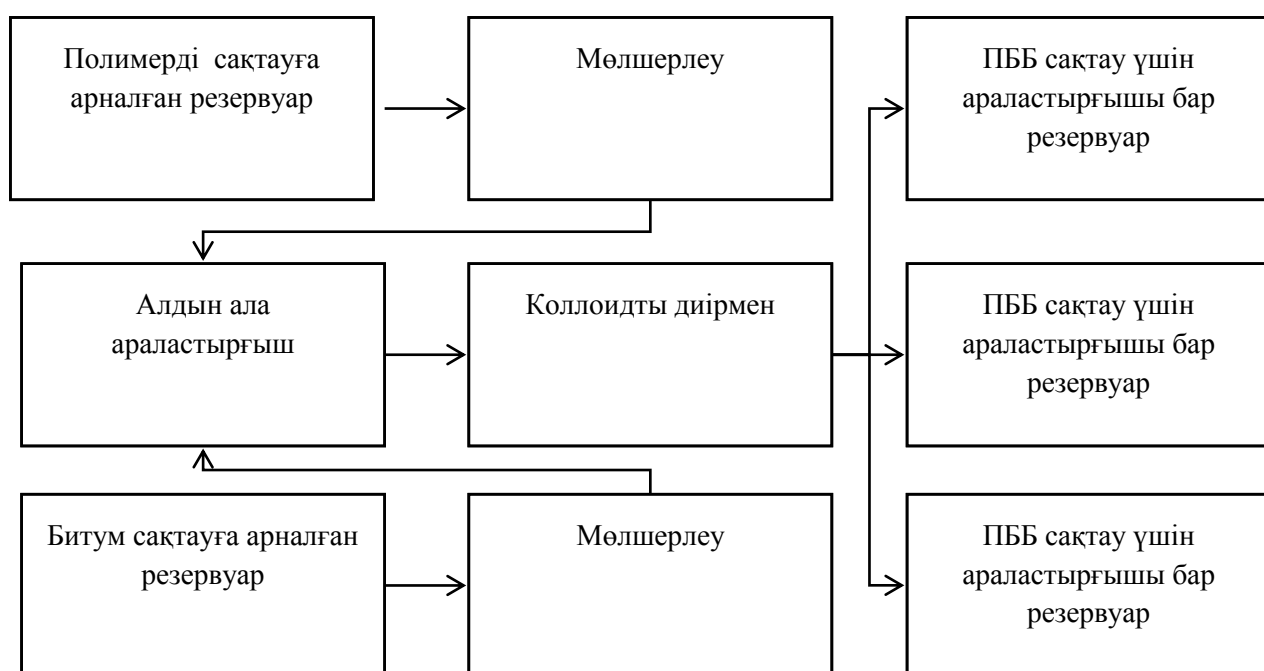 Полимерді сақтауға
арналған резервуар
Мөлшерлеу
ПББ сақтау үшін
араластырғышы бар
резервуар
Алдын ала
араластырғыш
Коллоидты диірмен
ПББ сақтау үшін
араластырғышы бар
резервуар
Битум сақтауға арналған
резервуар
Мөлшерлеу
ПББ сақтау үшін
араластырғышы бар
резервуар